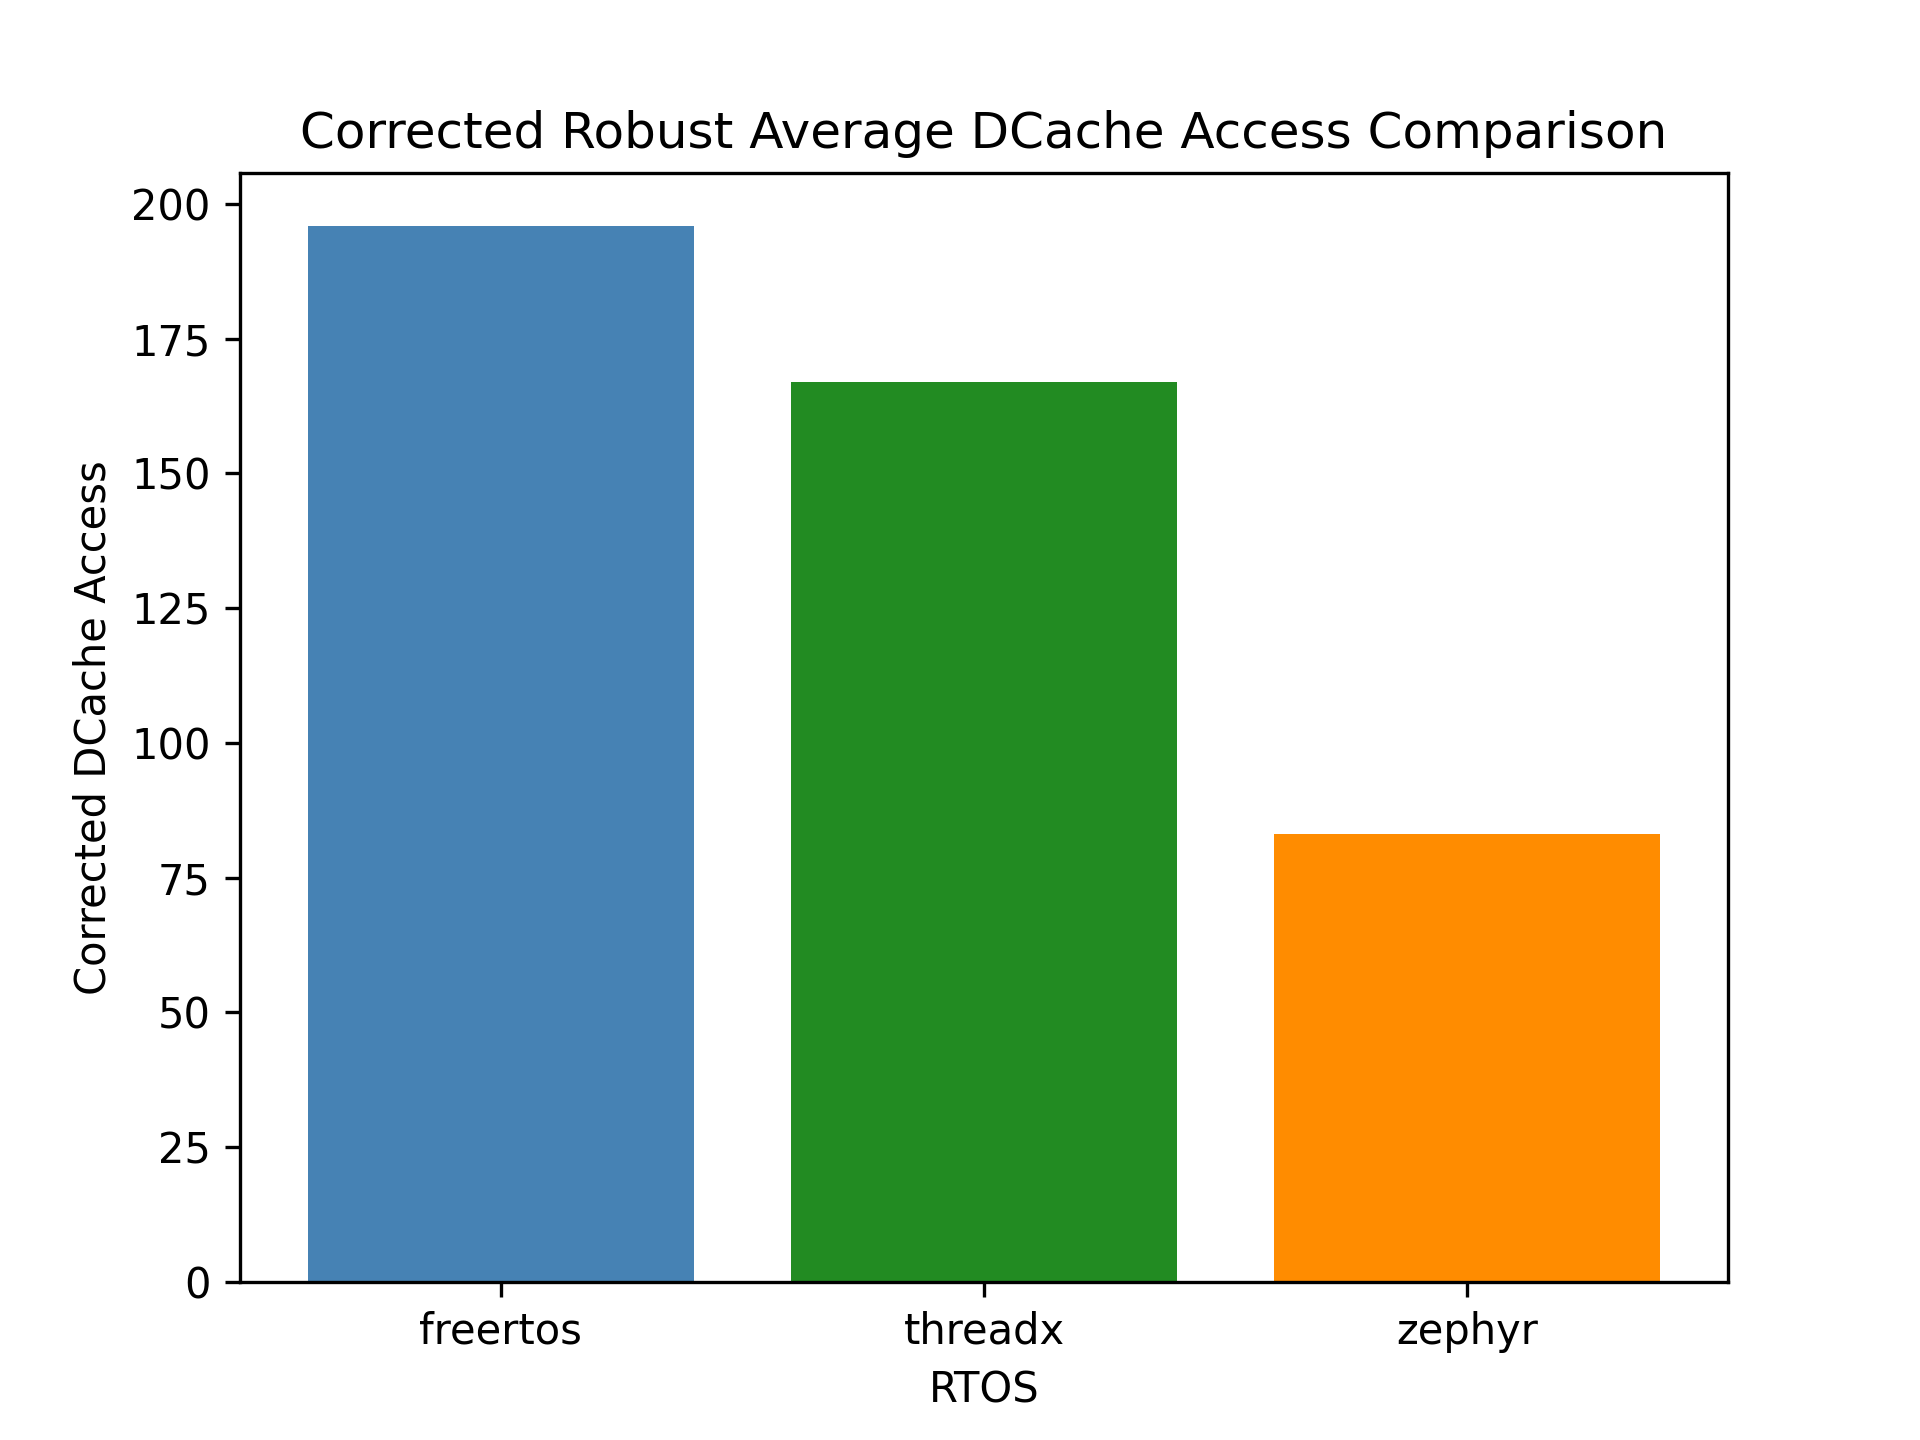 Corrected Robust Average DCache Access Comparison
Corrected DCache Access
200
175
150
125
100
75
50
25
0
freertos
threadx
zephyr
RTOS